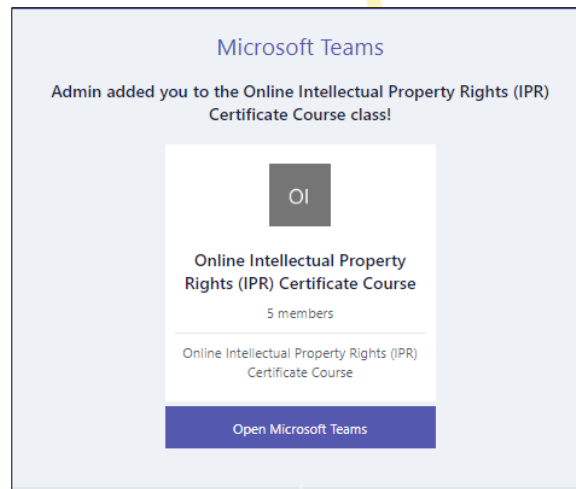 Microsoft Teams
Admin added you to the Online Intellectual Property Rights (IPR)
Certificate Course class!
OI
Online Intellectual Property
Rights (IPR) Certificate Course
5 members
Online Intellectual Property Rights (IPR)
Certificate Course
Open Microsoft Teams